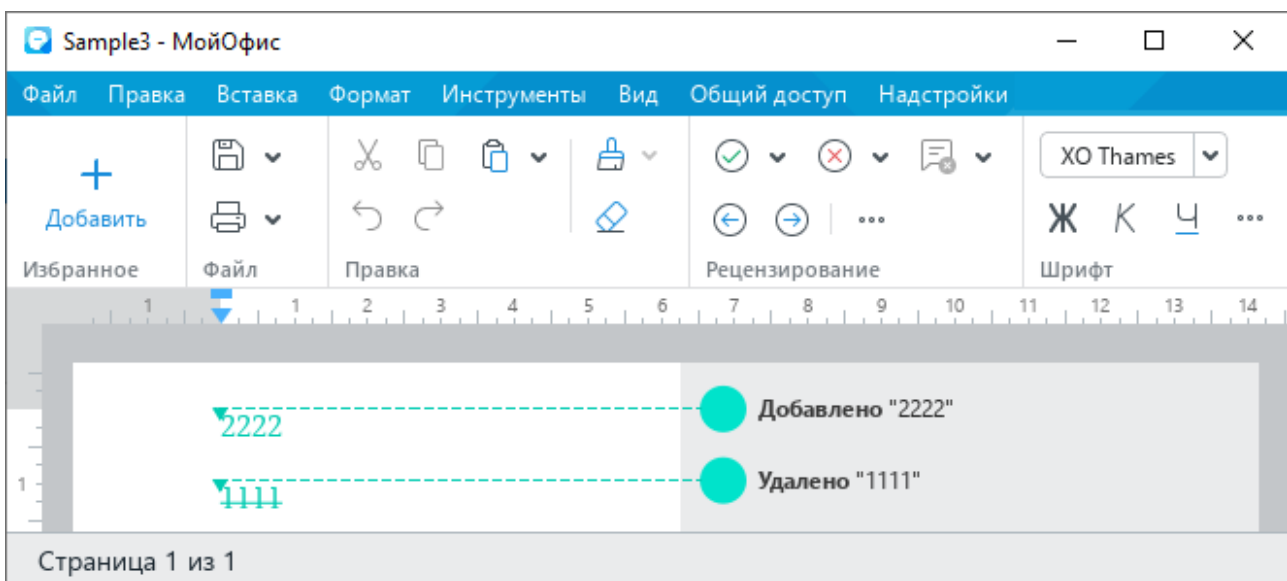 Sample3 - МойОфис
Файл Правка Вставка Формат Инструменты Вид Общий доступ Надстройки
XO Thames
Добавить
Ж К Ч
Избранное Файл Правка Рецензирование Шрифт
1 1 2 3 4 5 6 7 8 9 10 11 12 13 14
2222 Добавлено "2222"
1
1111 Удалено "1111"
Страница 1 из 1